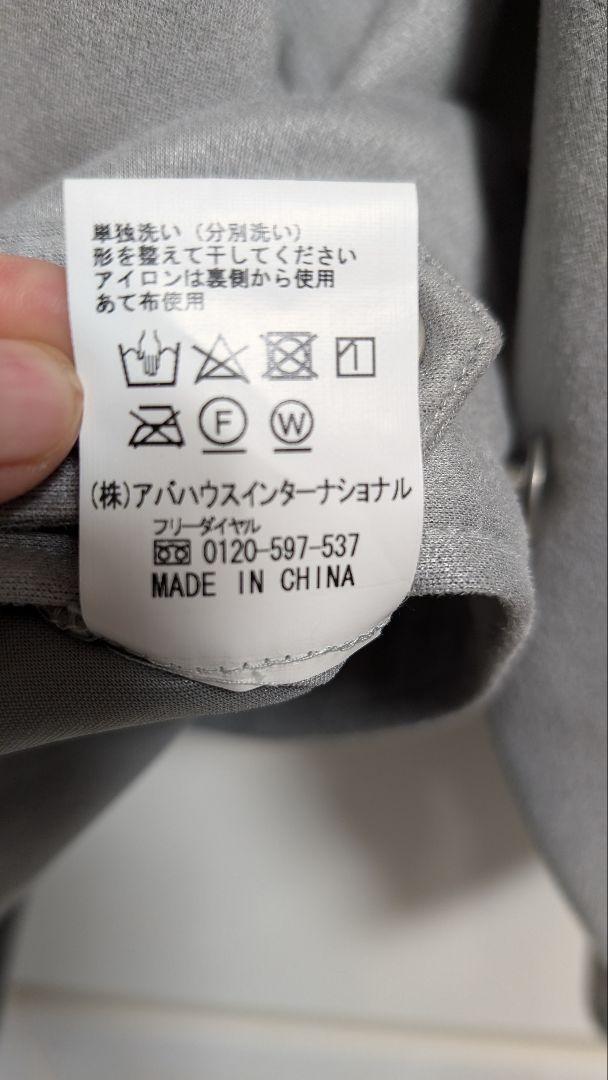 単独洗い（分別洗い）
形を整えて干してください
アイロンは裏側から使用
あて布使用
F W
(株)アバハウスインターナショナル
フリーダイヤル
0120-597-537
MADE IN CHINA